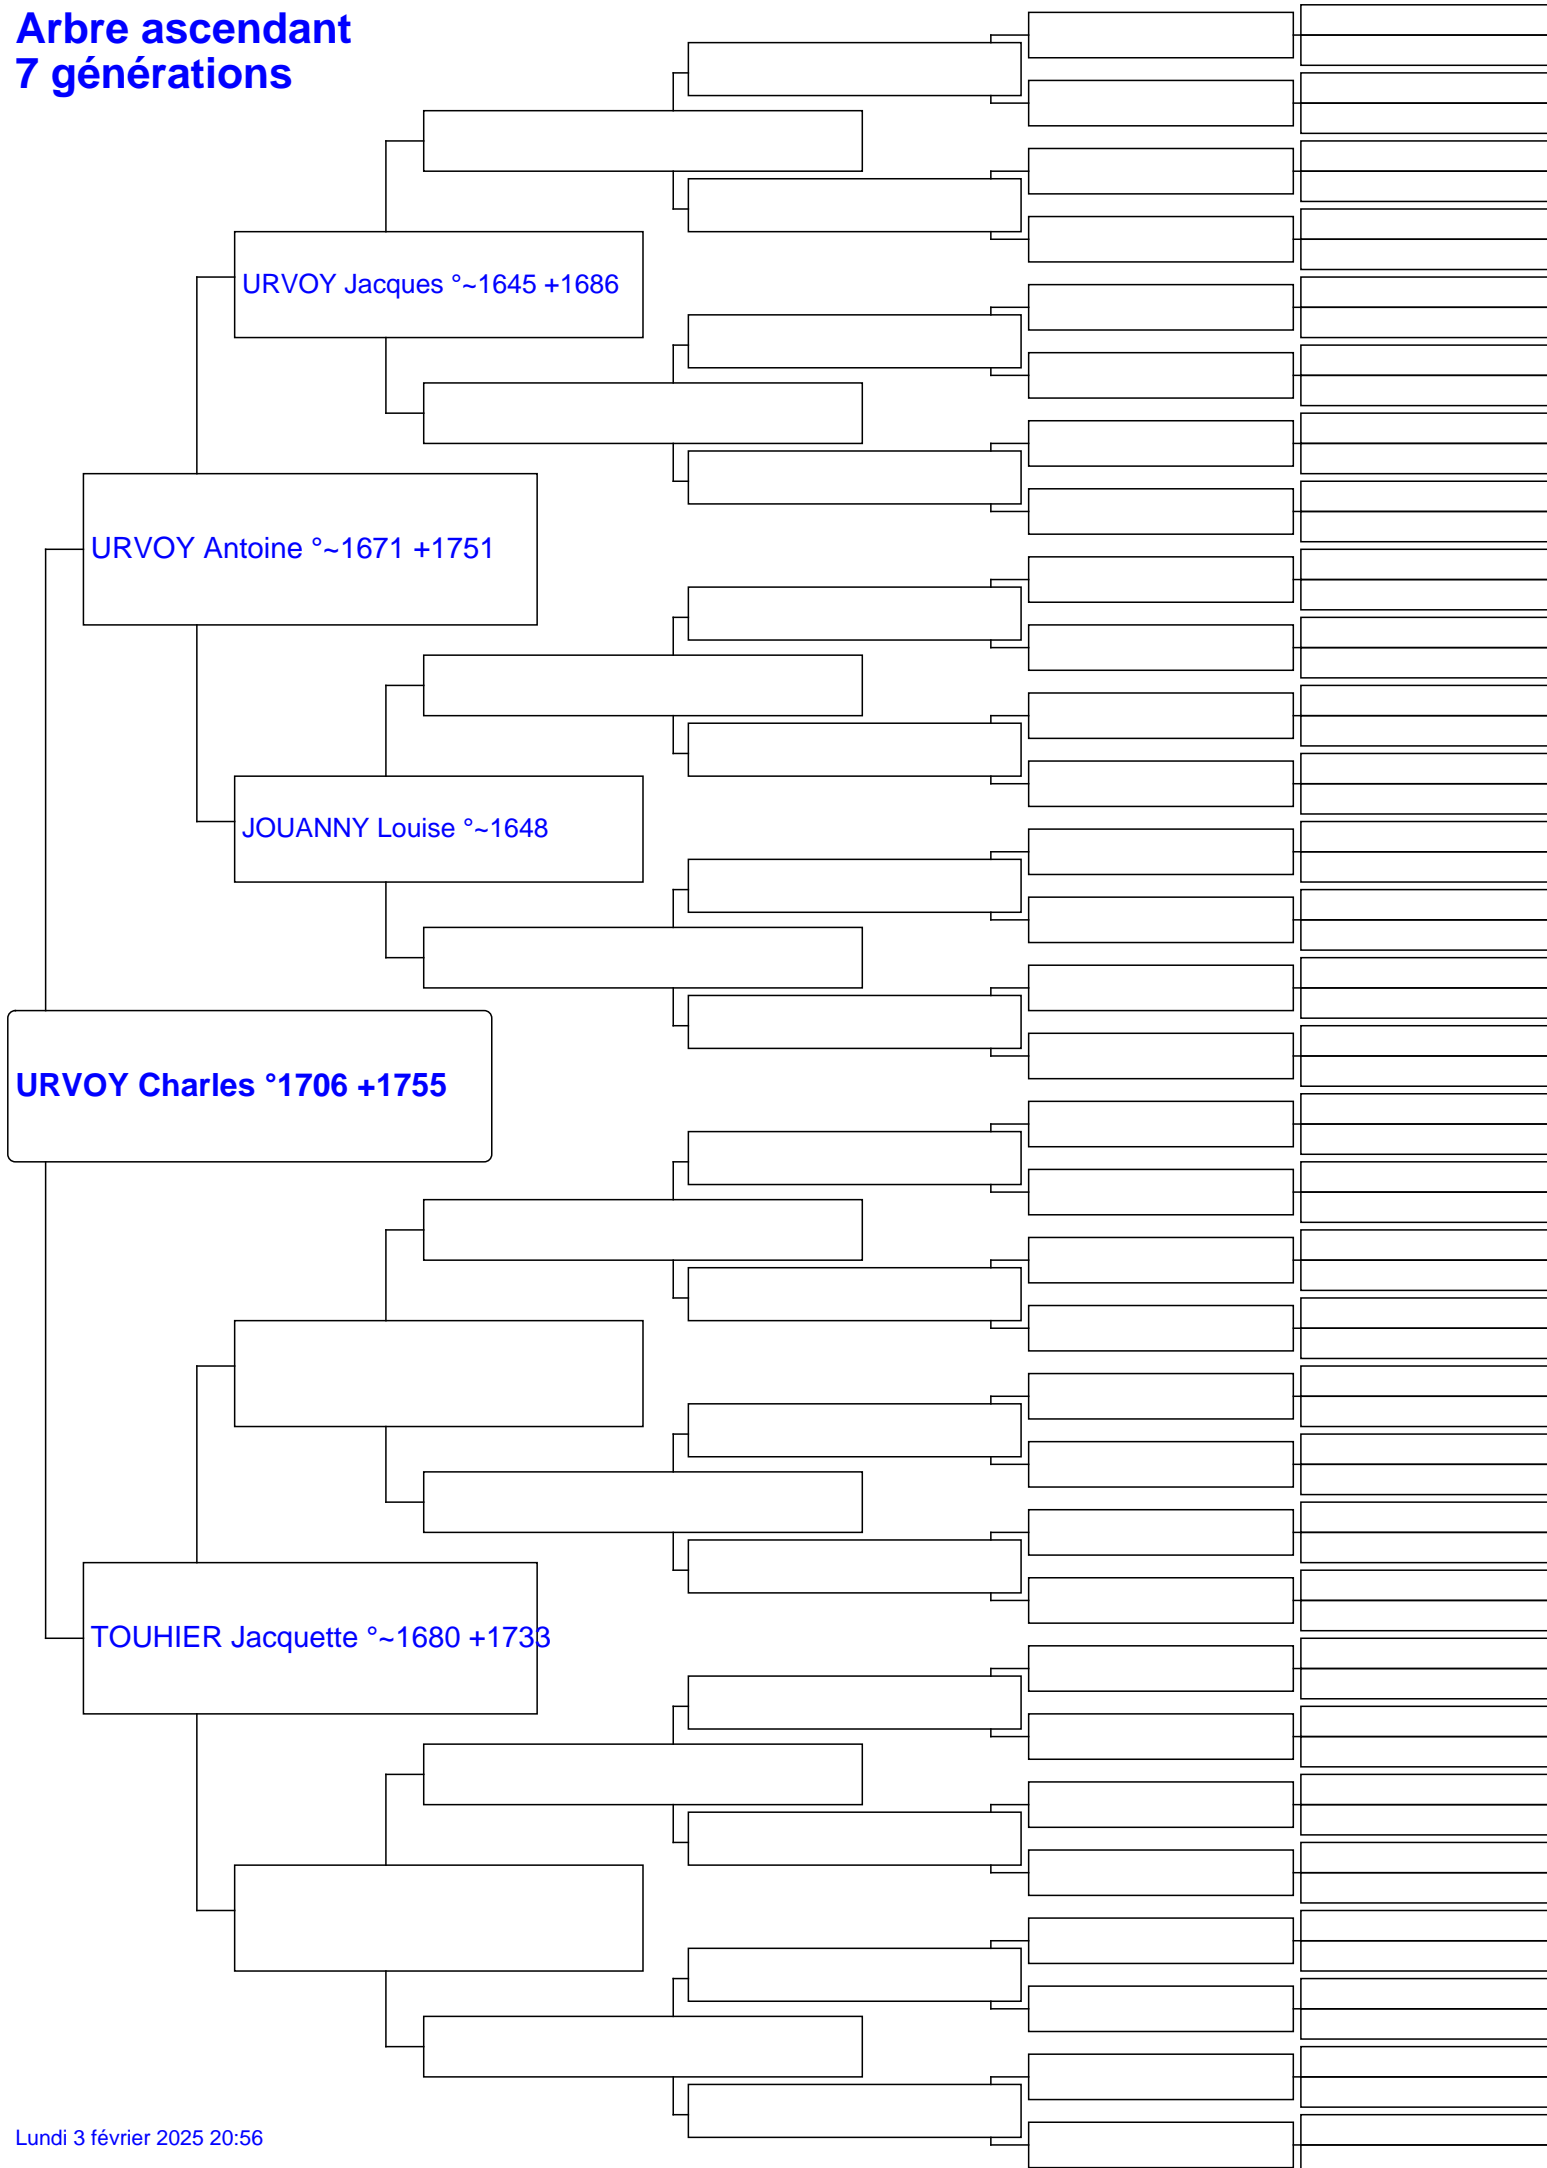 Arbre ascendant
7 générations
URVOY Jacques °~1645 +1686
URVOY Antoine °~1671 +1751
JOUANNY Louise °~1648
URVOY Charles °1706 +1755
TOUHIER Jacquette °~1680 +1733
Lundi 3 février 2025 20:56